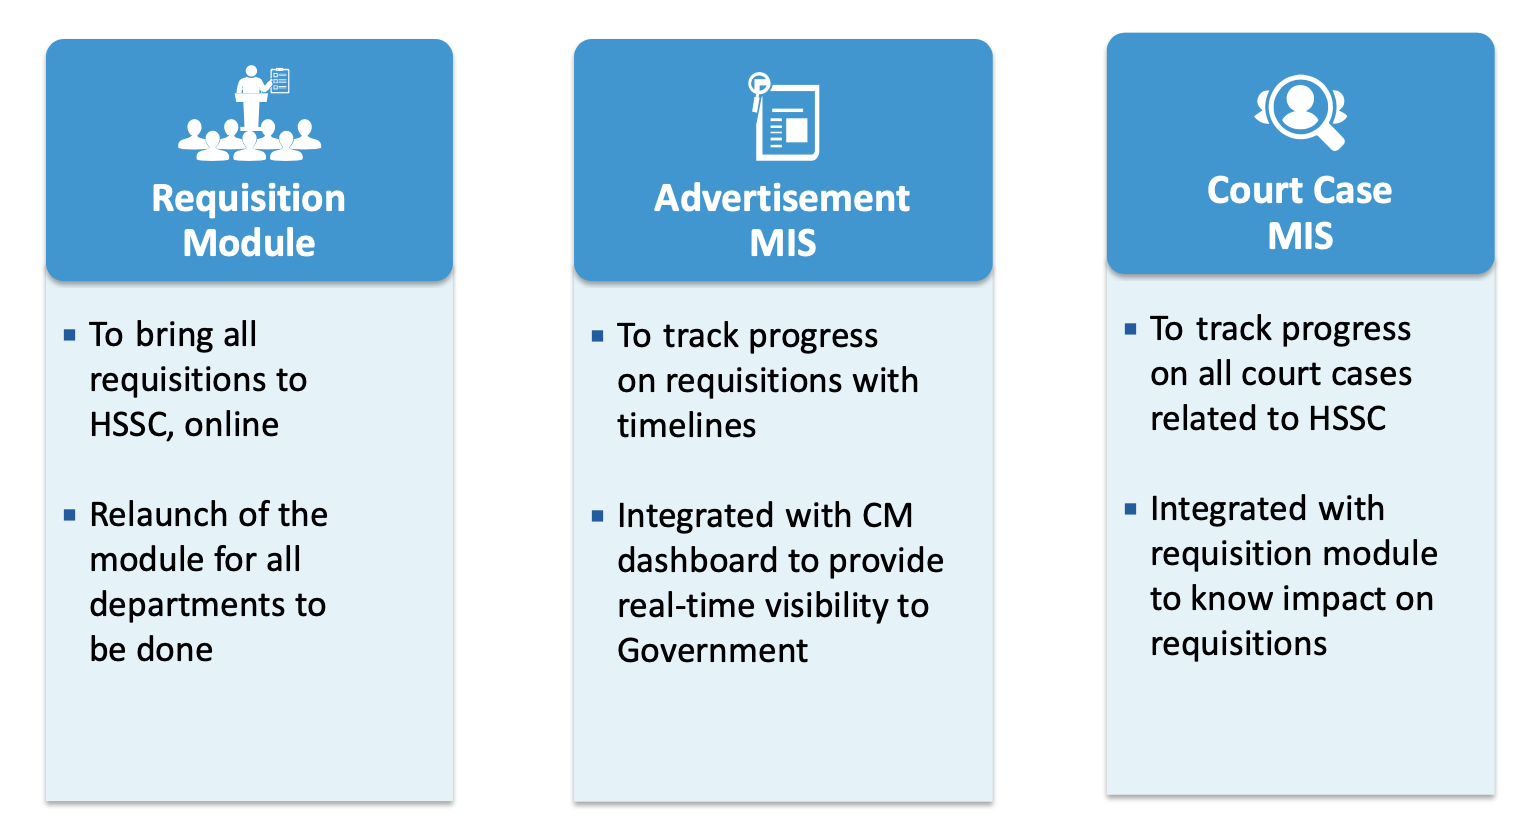 Requisition
Module
To bring all
requisitions to
HSSC, online
Relaunch of the
module for all
departments to
be done
Advertisement
MIS
To track progress
on requisitions with
timelines
Integrated with CM
dashboard to provide
real-time visibility to
Government
Court Case
MIS
To track progress
on all court cases
related to HSSC
Integrated with
requisition module
to know impact on
requisitions